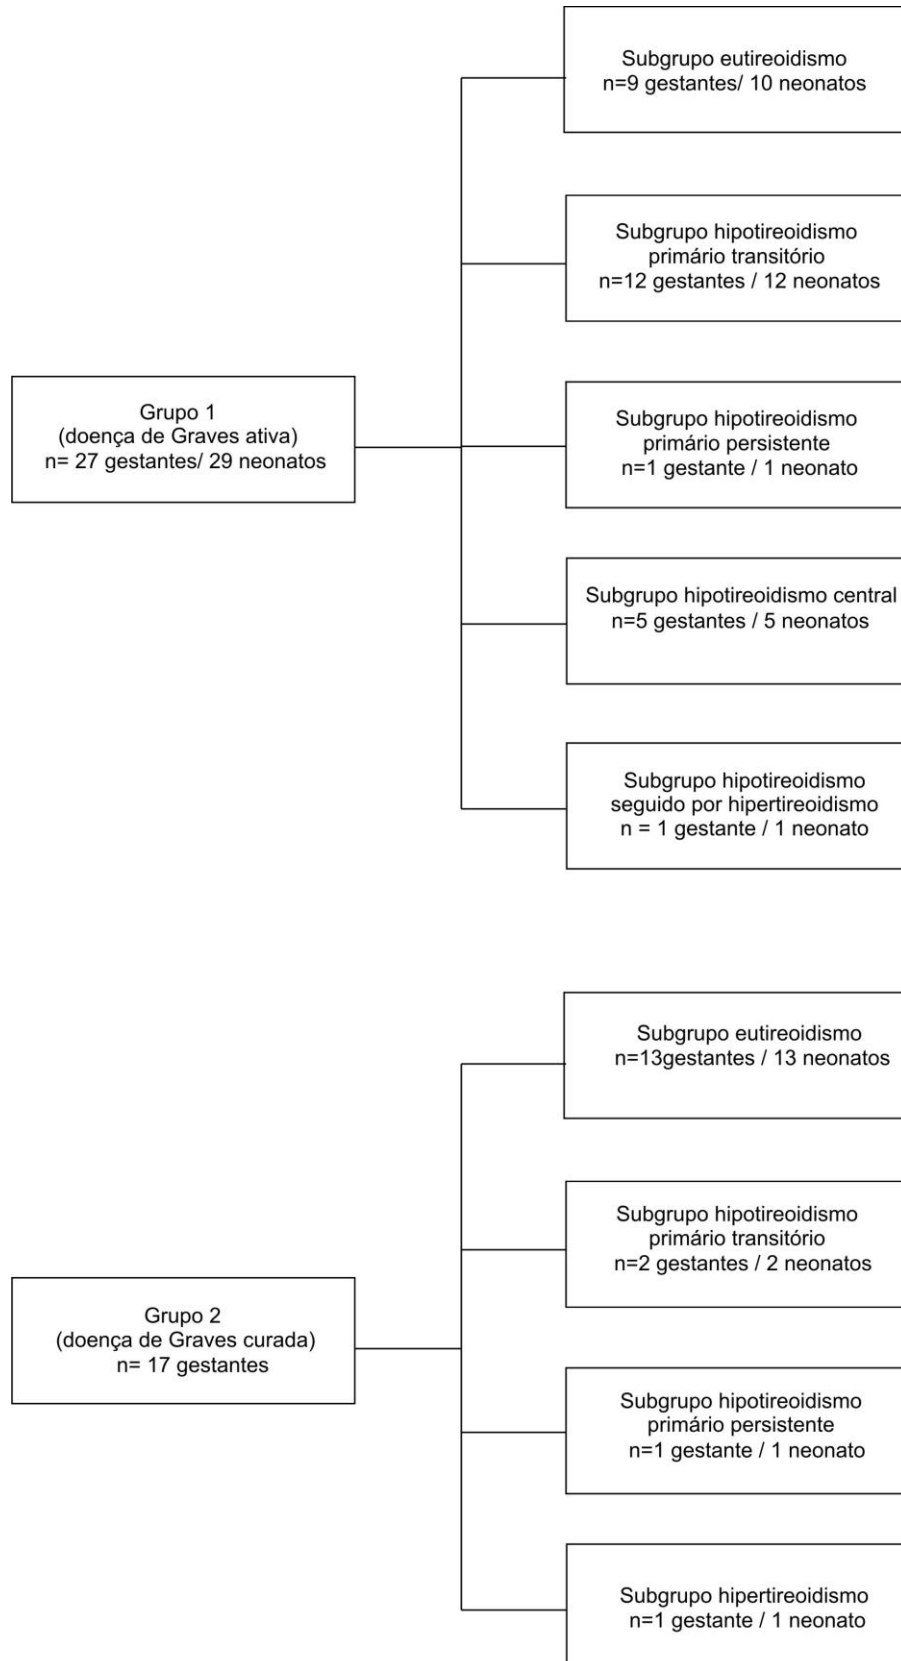 Grupo 1
(doença de Graves ativa)
n= 27 gestantes/ 29 neonatos
Subgrupo eutireoidismo
n=9 gestantes/ 10 neonatos
Subgrupo hipotireoidismo
primário transitório
n=12 gestantes / 12 neonatos
Subgrupo hipotireoidismo
primário persistente
n=1 gestante / 1 neonato
Subgrupo hipotireoidismo central
n=5 gestantes / 5 neonatos
Subgrupo hipotireoidismo
seguido por hipertireoidismo
n = 1 gestante / 1 neonato
Grupo 2
(doença de Graves curada)
n= 17 gestantes
Subgrupo eutireoidismo
n=13gestantes / 13 neonatos
Subgrupo hipotireoidismo
primário transitório
n=2 gestantes / 2 neonatos
Subgrupo hipotireoidismo
primário persistente
n=1 gestante / 1 neonato
Subgrupo hipertireoidismo
n=1 gestante / 1 neonato